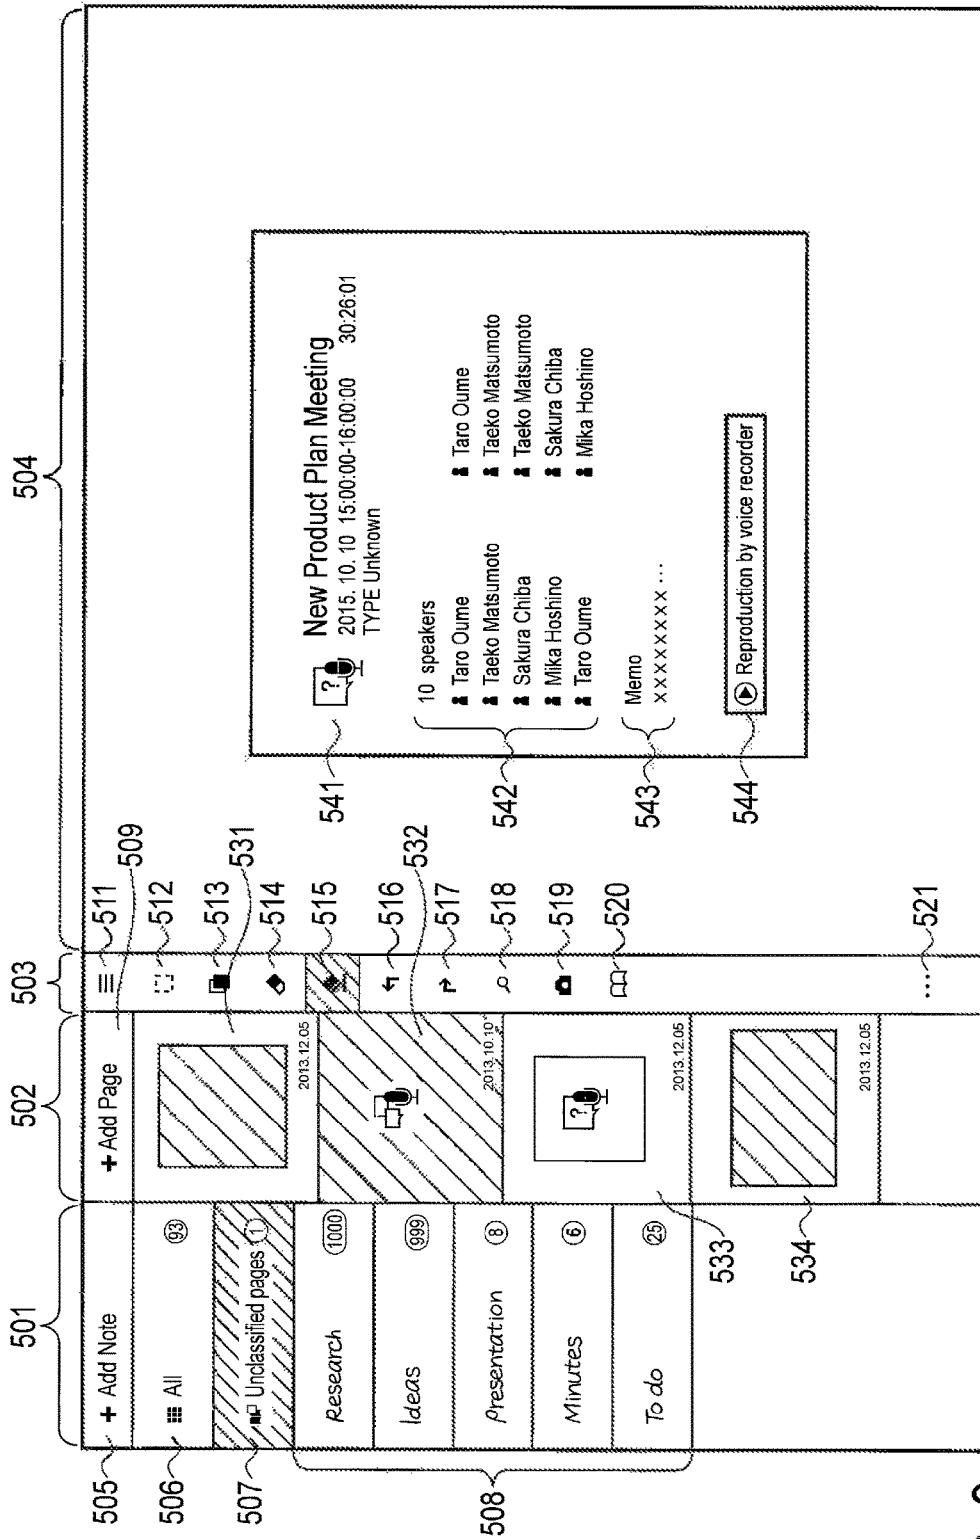 501
502
503
504
505
+ Add Note
+ Add Page
509
511
506
All
93
2013.12.05
531
512
513
507
Unclassified pages
1
514
508
Research
1000
2013.10.10
532
515
Ideas
999
516
Presentation
8
2013.12.05
533
517
518
Minutes
6
519
To do
25
2013.12.05
534
520
521
541
?
New Product Plan Meeting
2015. 10. 10 15:00:00-16:00:00 30:26:01
TYPE Unknown
542
10 speakers
Taro Oume Taro Oume
Taeko Matsumoto Taeko Matsumoto
Sakura Chiba Taeko Matsumoto
Mika Hoshino Sakura Chiba
Taro Oume Mika Hoshino
543
Memo
x x x x x x x x ...
544
Reproduction by voice recorder
?